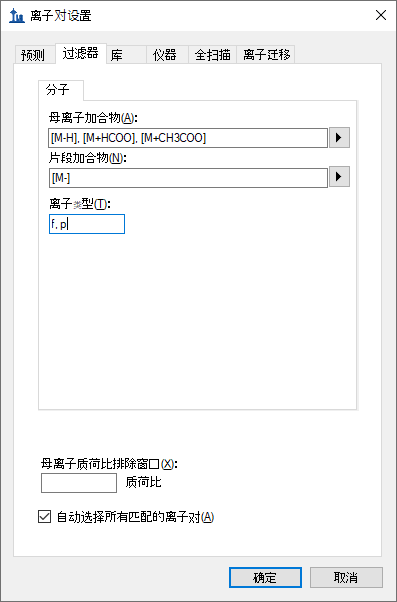 离子对设置
预测 过滤器 库 仪器 全扫描 离子迁移
分子
母离子加合物(A):
[M-H], [M+HCOO], [M+CH3COO]
片段加合物(N):
[M-]
离子类型(T):
f, p
母离子质荷比排除窗口(X):
质荷比
自动选择所有匹配的离子对(A)
确定 取消